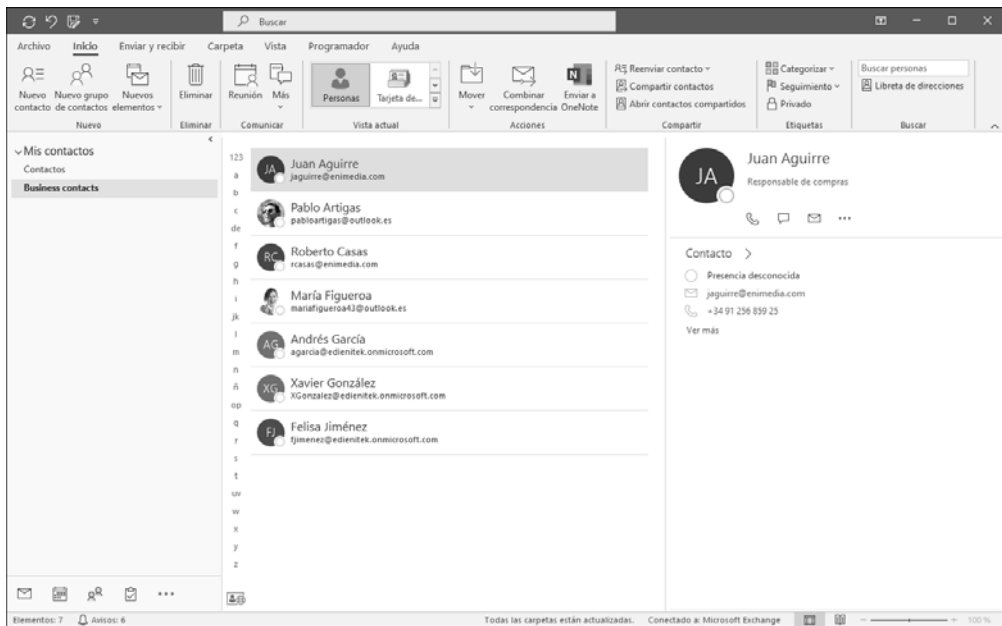 Buscar
Archivo Inicio Enviar y recibir Carpeta Vista Programador Ayuda
Nuevo contacto
Nuevo grupo de contactos
Nuevos elementos
Nuevo
Eliminar
Eliminar
Reunión
Más
Comunicar
Personas
Tarjeta de...
Vista actual
Mover
Combinar correspondencia
Enviar a OneNote
Acciones
Reenviar contacto
Compartir contactos
Abrir contactos compartidos
Compartir
Categorizar
Seguimiento
Privado
Etiquetas
Buscar personas
Libreta de direcciones
Buscar
Mis contactos
Contactos
Business contacts
123
a
b
c
de
f
g
h
i
jk
l
m
n
ñ
op
q
r
s
t
uv
w
x
y
z
JA
Juan Aguirre
jaguirre@enimedia.com
Pablo Artigas
pabloartigas@outlook.es
RC
Roberto Casas
rcasas@enimedia.com
María Figueroa
mariafigueroa43@outlook.es
AG
Andrés García
agarcia@edienitek.onmicrosoft.com
XG
Xavier González
XGonzalez@edienitek.onmicrosoft.com
FJ
Felisa Jiménez
fjimenez@edienitek.onmicrosoft.com
JA
Juan Aguirre
Responsable de compras
Contacto
Presencia desconocida
jaguirre@enimedia.com
+34 91 256 859 25
Ver más
Elementos: 7 Avisos: 6 Todas las carpetas están actualizadas. Conectado a: Microsoft Exchange 100 %